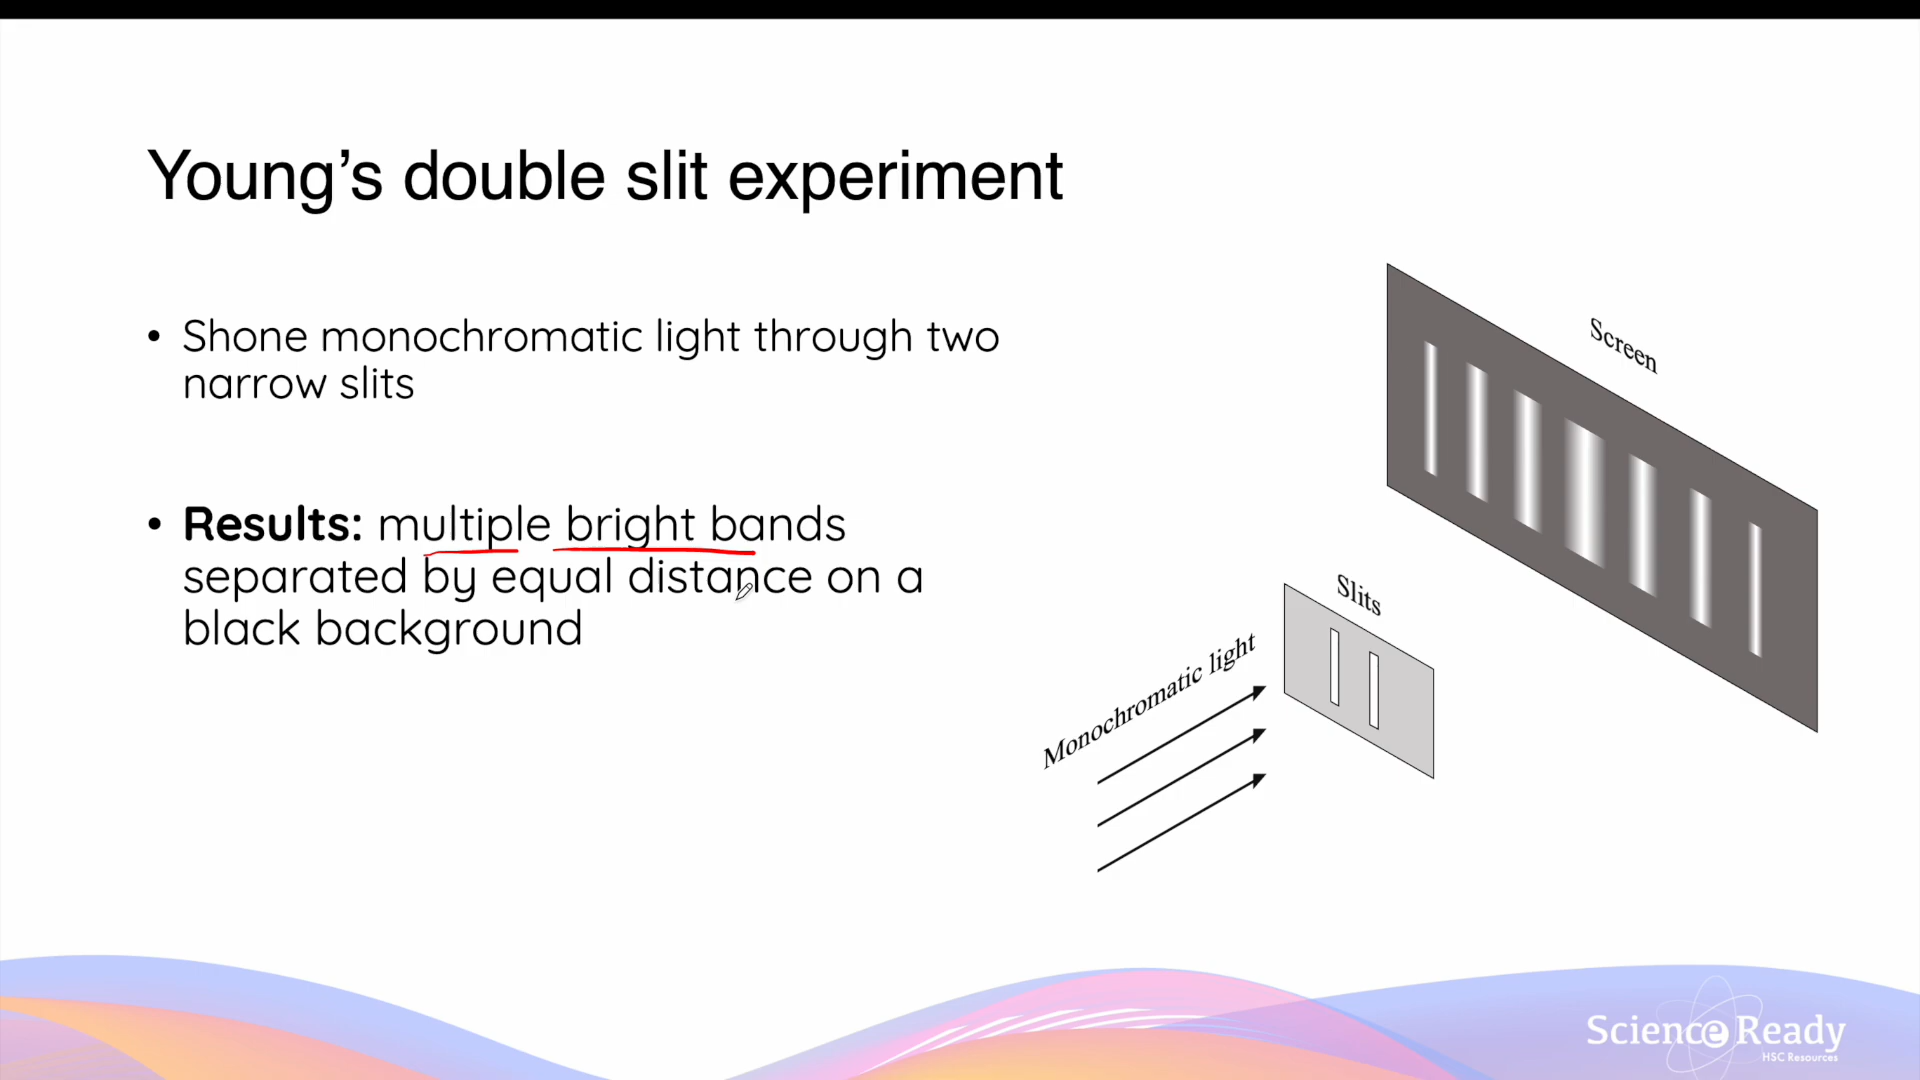 Young’s double slit experiment
• Shone monochromatic light through two
narrow slits
• Results: multiple bright bands
separated by equal distance on a
black background
Screen
Slits
Monochromatic light
Science Ready
HSC Resources